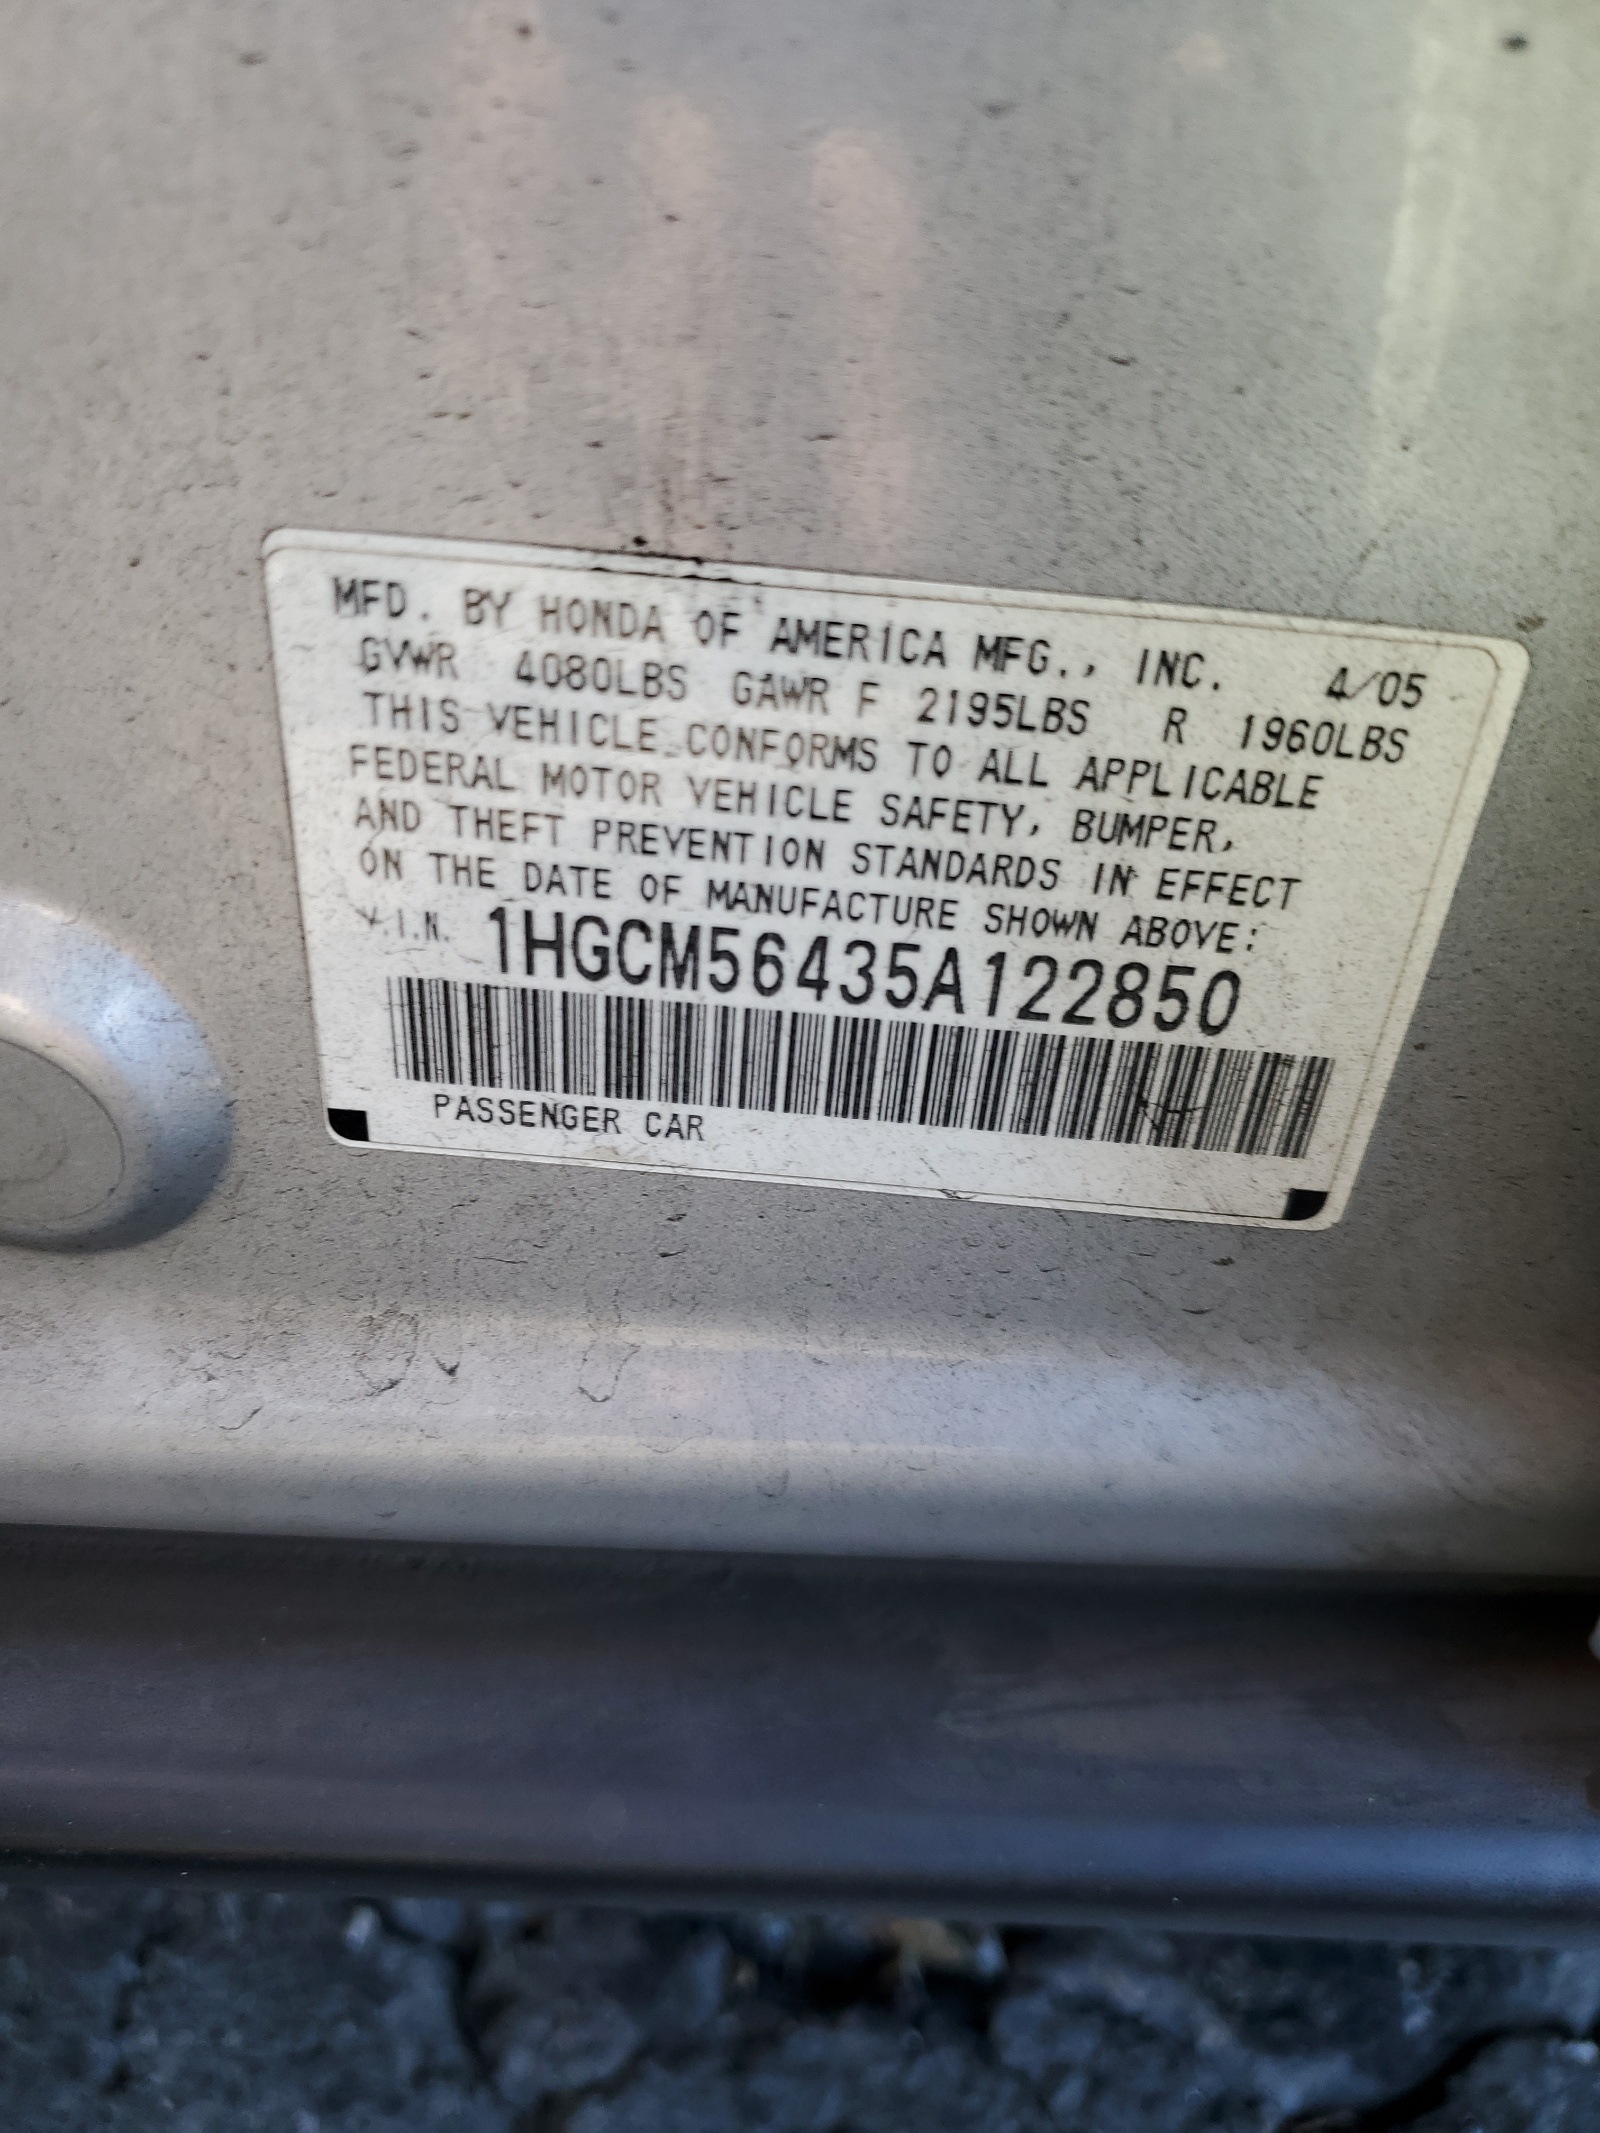 MFD. BY HONDA OF AMERICA MFG., INC. 4/05
GVWR 4080LBS GAWR F 2195LBS R 1960LBS
THIS VEHICLE CONFORMS TO ALL APPLICABLE
FEDERAL MOTOR VEHICLE SAFETY, BUMPER,
AND THEFT PREVENTION STANDARDS IN EFFECT
ON THE DATE OF MANUFACTURE SHOWN ABOVE:
V.I.N. 1HGCM56435A122850
PASSENGER CAR